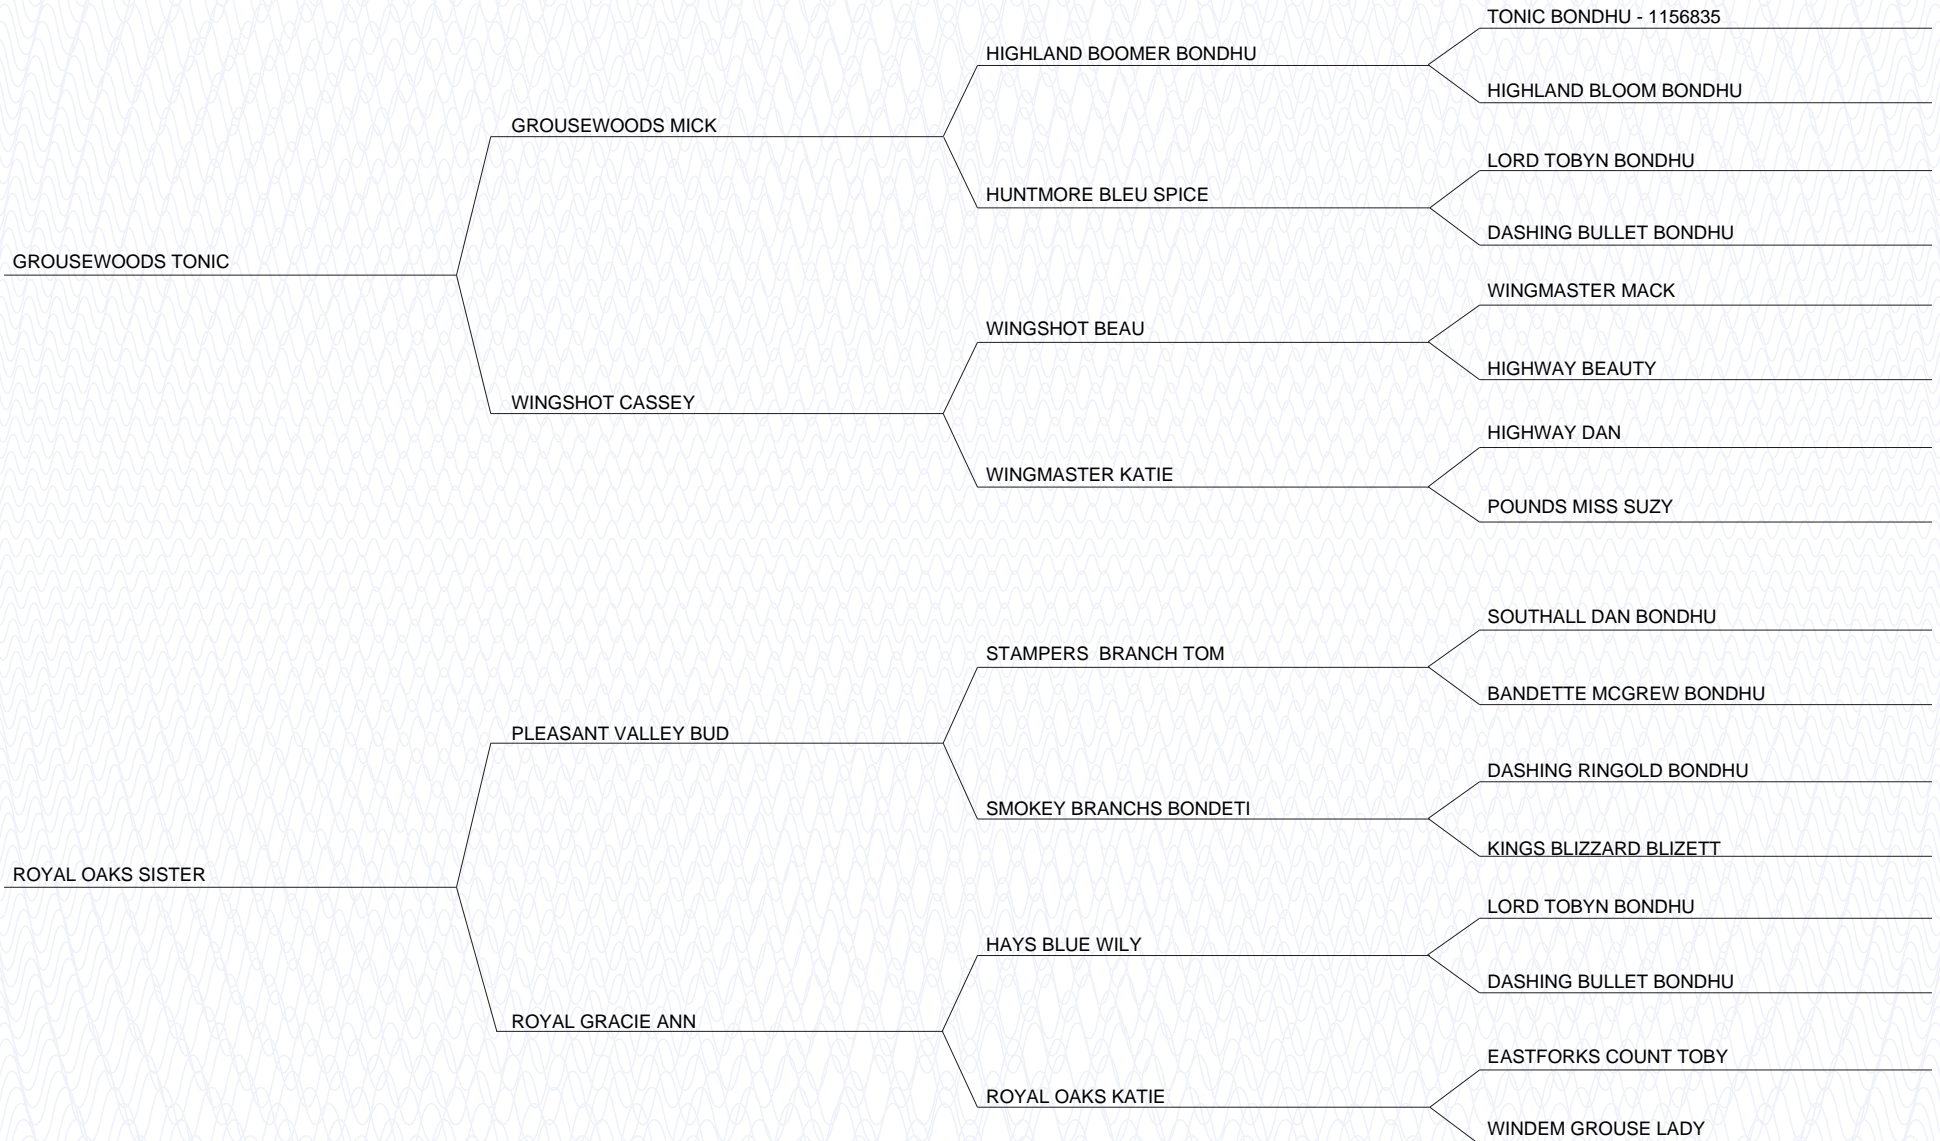 TONIC BONDHU - 1156835
HIGHLAND BOOMER BONDHU
HIGHLAND BLOOM BONDHU
GROUSEWOODS MICK
LORD TOBYN BONDHU
HUNTMORE BLEU SPICE
DASHING BULLET BONDHU
GROUSEWOODS TONIC
WINGMASTER MACK
WINGSHOT BEAU
HIGHWAY BEAUTY
WINGSHOT CASSEY
HIGHWAY DAN
WINGMASTER KATIE
POUNDS MISS SUZY
SOUTHALL DAN BONDHU
STAMPERS  BRANCH TOM
BANDETTE MCGREW BONDHU
PLEASANT VALLEY BUD
DASHING RINGOLD BONDHU
SMOKEY BRANCHS BONDETI
KINGS BLIZZARD BLIZETT
ROYAL OAKS SISTER
LORD TOBYN BONDHU
HAYS BLUE WILY
DASHING BULLET BONDHU
ROYAL GRACIE ANN
EASTFORKS COUNT TOBY
ROYAL OAKS KATIE
WINDEM GROUSE LADY